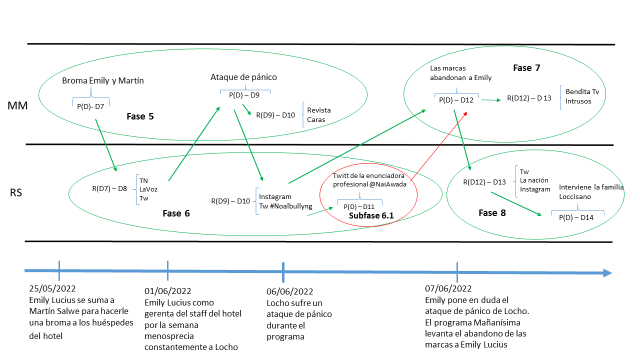 MM
Broma Emily y Martín
P(D)- D7
Fase 5
Ataque de pánico
P(D) – D9
R(D9) – D10
Revista
Caras
Las marcas
abandonan a Emily
P(D) – D12
Fase 7
R(D12) – D 13
Bendita Tv
Intrusos
RS
R(D7) – D8
TN
LaVoz
Tw
Fase 6
R(D9) – D10
Instagram
Tw #Noalbullyng
Twitt de la enunciadora
profesional @NaiAwada
P(D) – D11
Subfase 6.1
R(D12) – D13
Tw
La nación
Instagram
Fase 8
Interviene la familia
Loccisano
P(D) – D14
25/05/2022
Emily Lucius se suma a
Martín Salwe para hacerle
una broma a los huéspedes
del hotel
01/06/2022
Emily Lucius como
gerenta del staff del hotel
por la semana
menosprecia
constantemente a Locho
06/06/2022
Locho sufre un
ataque de pánico
durante el
programa
07/06/2022
Emily pone en duda el
ataque de pánico de Locho.
El programa Mañanísima
levanta el abandono de las
marcas a Emily Lucius